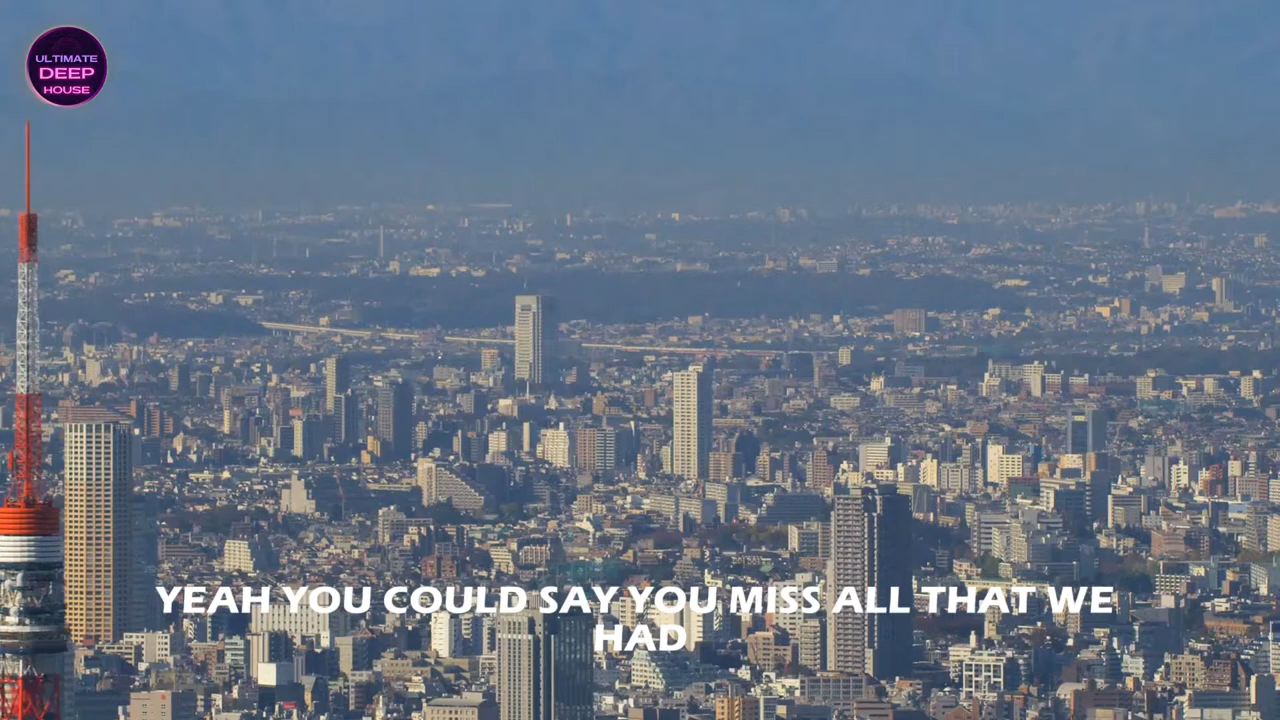 ULTIMATE
DEEP
HOUSE
YEAH YOU COULD SAY YOU MISS ALL THAT WE
HAD